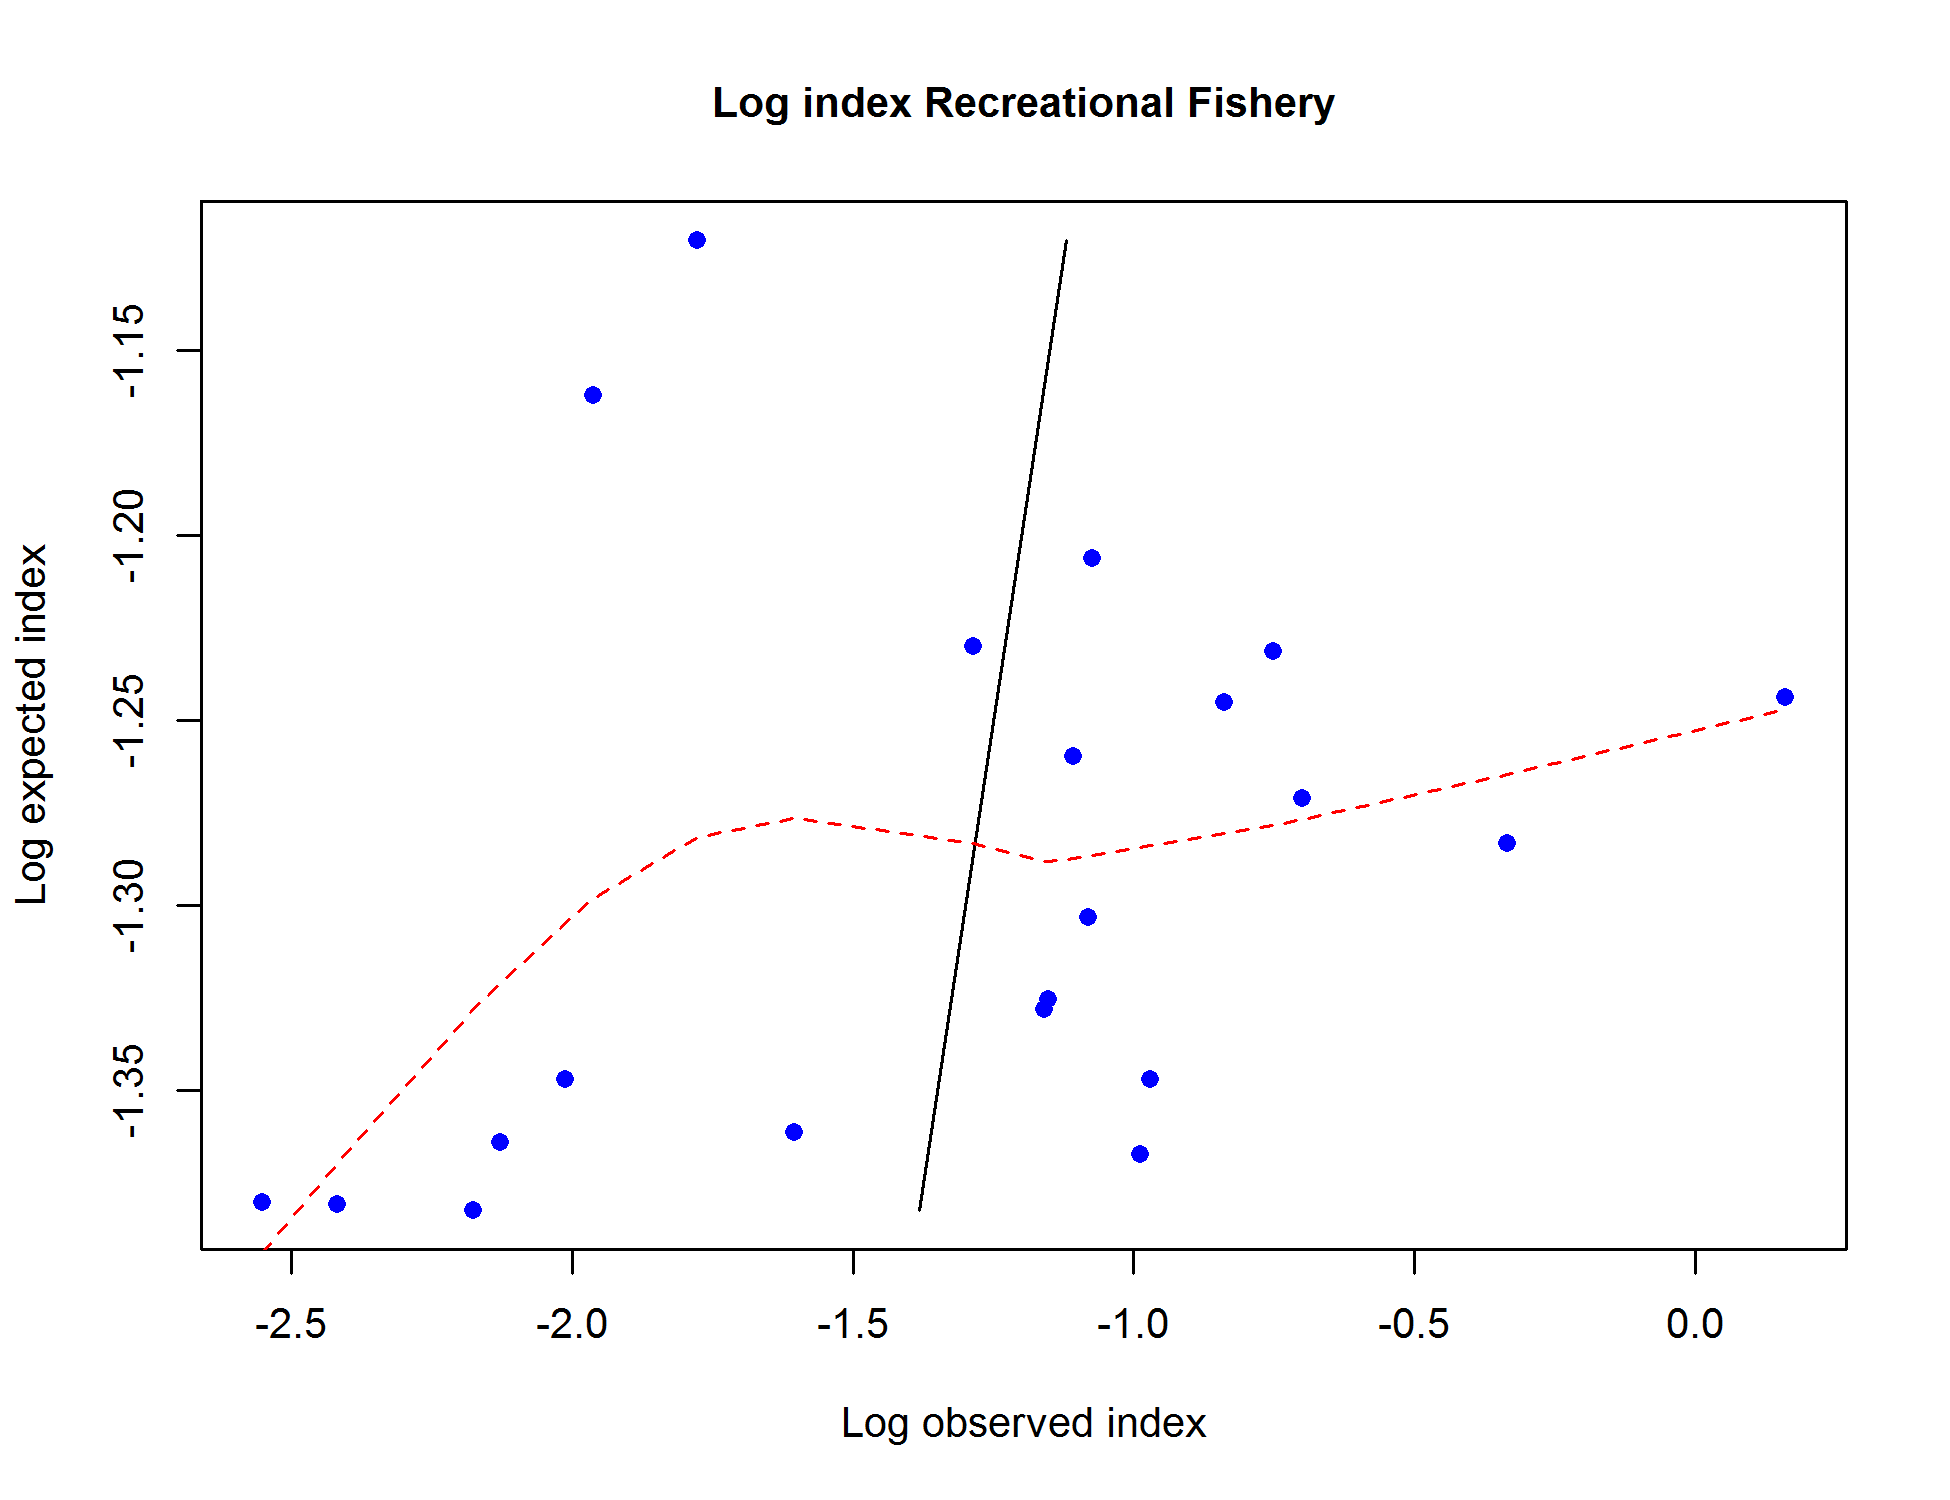 Log index Recreational Fishery
-1.15
-1.20
-1.25
-1.30
-1.35
Log expected index
-2.5 -2.0 -1.5 -1.0 -0.5 0.0
Log observed index